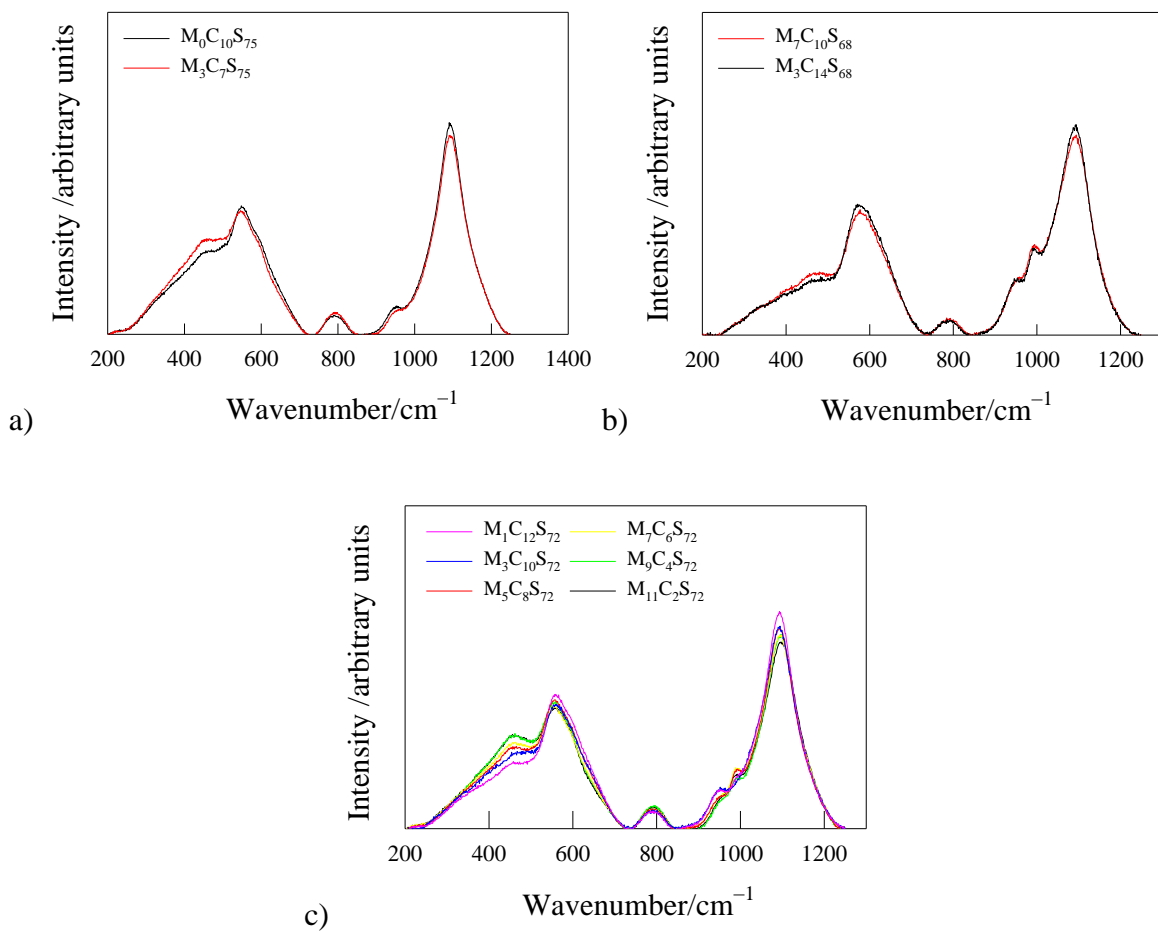 Intensity /arbitrary units
M₀C₁₀S₇₅
M₃C₇S₇₅
200 400 600 800 1000 1200 1400
Wavenumber/cm⁻¹
a)
Intensity /arbitrary units
M₇C₁₀S₆₈
M₃C₁₄S₆₈
200 400 600 800 1000 1200
Wavenumber/cm⁻¹
b)
Intensity /arbitrary units
M₁C₁₂S₇₂ M₇C₆S₇₂
M₃C₁₀S₇₂ M₉C₄S₇₂
M₅C₈S₇₂ M₁₁C₂S₇₂
200 400 600 800 1000 1200
Wavenumber/cm⁻¹
c)